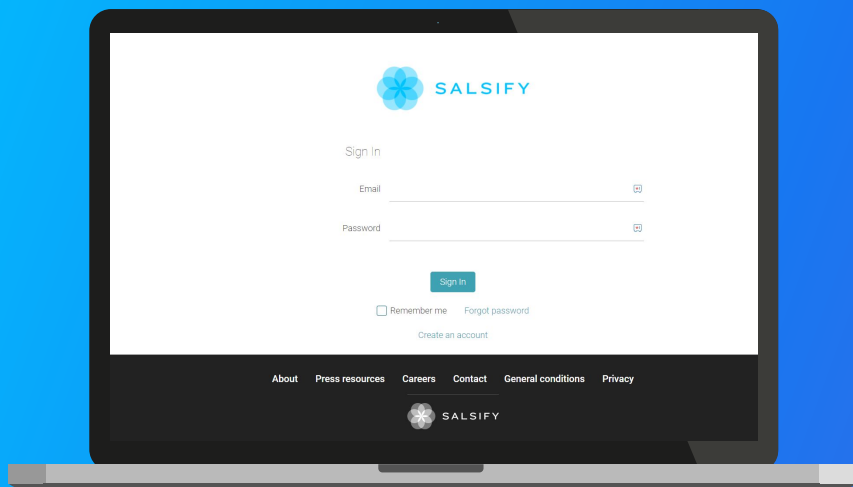 SALSIFY
Sign In
Email
Password
Sign In
Remember me Forgot password
Create an account
About Press resources Careers Contact General conditions Privacy
SALSIFY